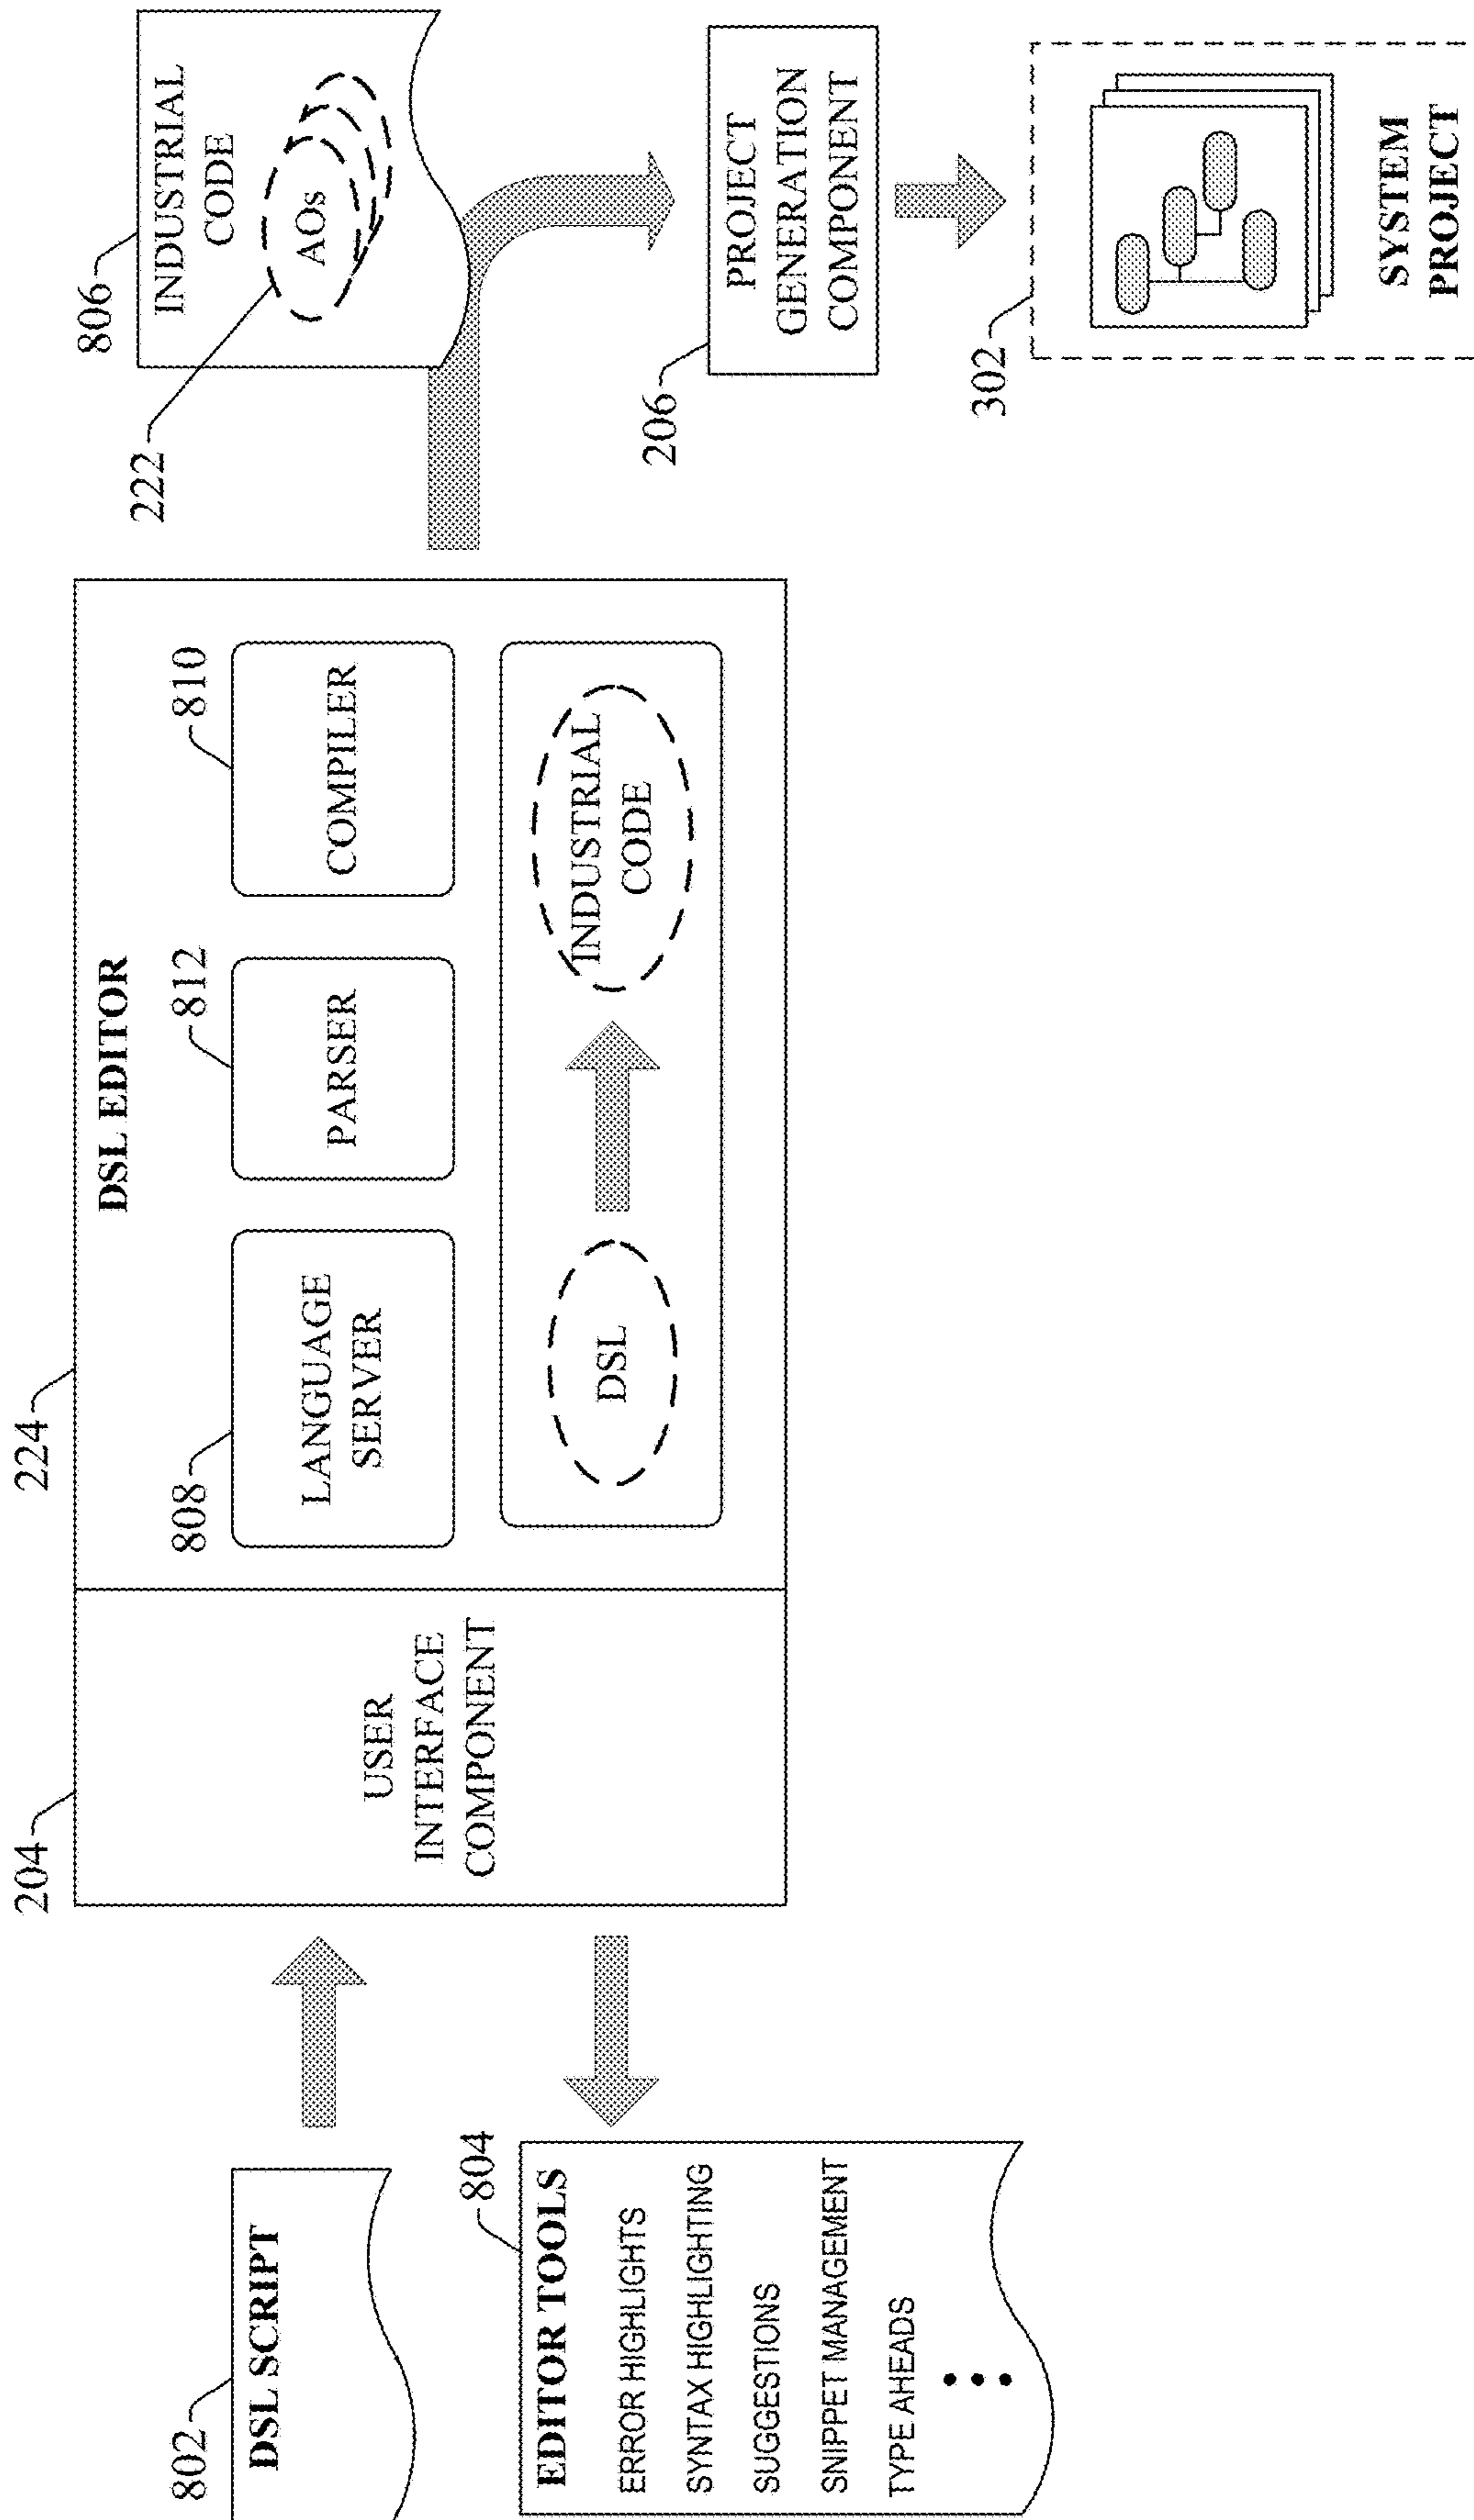 802
DSL SCRIPT
804
EDITOR TOOLS
ERROR HIGHLIGHTS
SYNTAX HIGHLIGHTING
SUGGESTIONS
SNIPPET MANAGEMENT
TYPE AHEADS
204
USER
INTERFACE
COMPONENT
224
DSL EDITOR
808
LANGUAGE
SERVER
812
PARSER
810
COMPILER
DSL
INDUSTRIAL
CODE
806
INDUSTRIAL
CODE
AOs
222
206
PROJECT
GENERATION
COMPONENT
302
SYSTEM
PROJECT